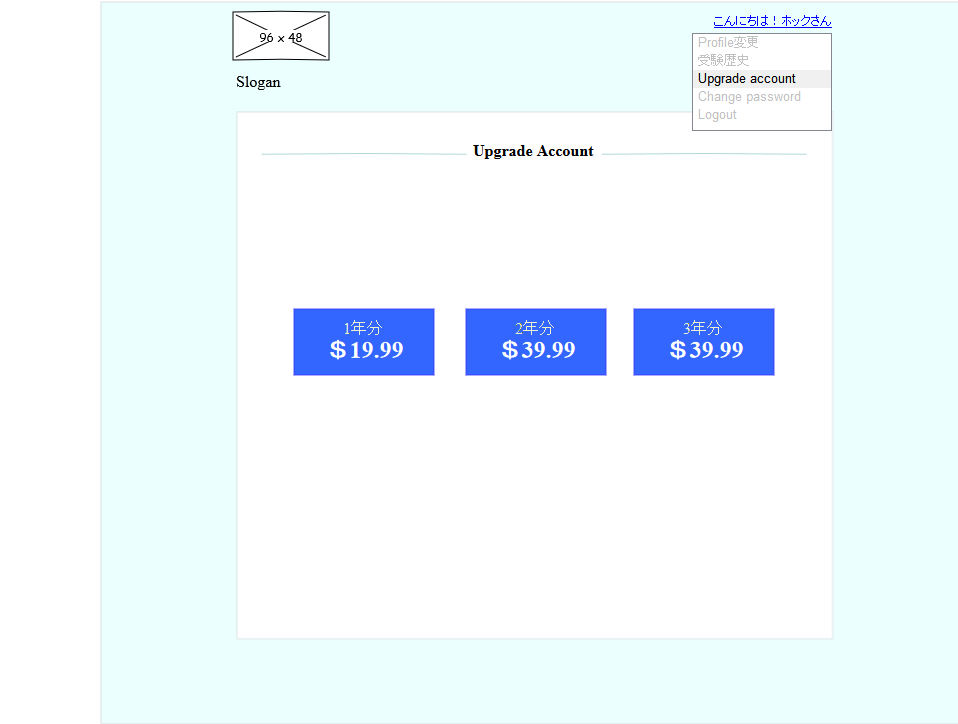 96 x 48
こんにちは！ホックさん
Profile変更
受験歴史
Slogan
Upgrade account
Change password
Logout
Upgrade Account
1年分
＄19.99
2年分
＄39.99
3年分
＄39.99